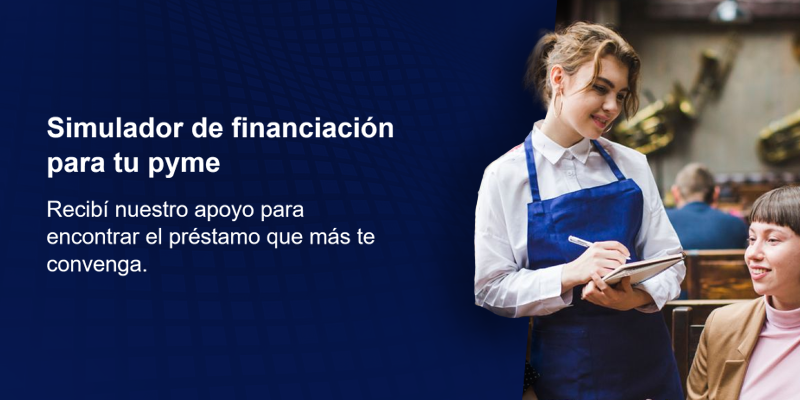 Simulador de financiación
para tu pyme
Recibí nuestro apoyo para
encontrar el préstamo que más te
convenga.